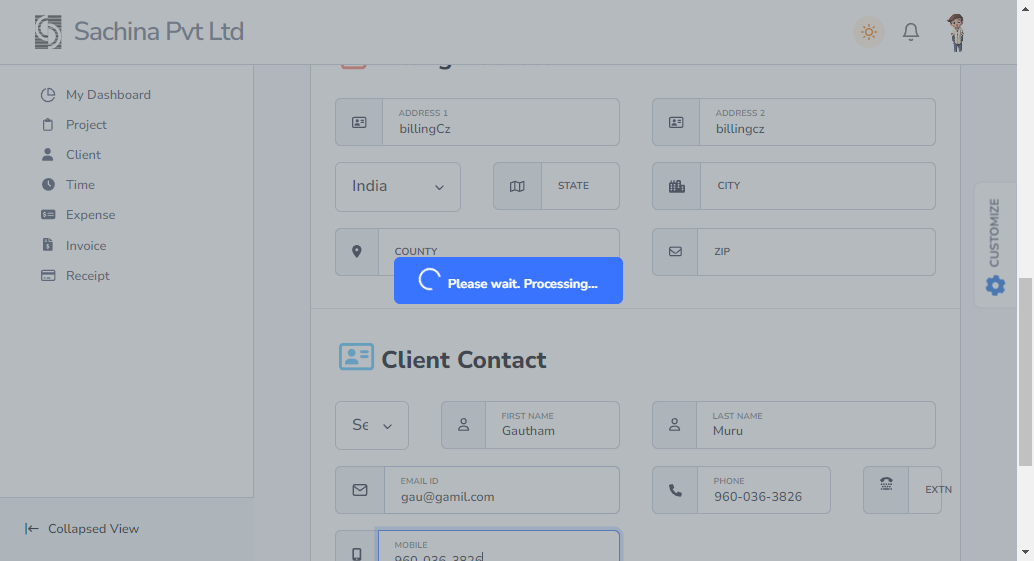 Sachina Pvt Ltd
My Dashboard
Project
Client
Time
Expense
Invoice
Receipt
Collapsed View
ADDRESS 1
billingCz
ADDRESS 2
billingcz
India
STATE
CITY
COUNTY
ZIP
Please wait. Processing...
Client Contact
Se
FIRST NAME
Gautham
LAST NAME
Muru
EMAIL ID
gau@gamil.com
PHONE
960-036-3826
EXTN
MOBILE
960-036-3826
CUSTOMIZE